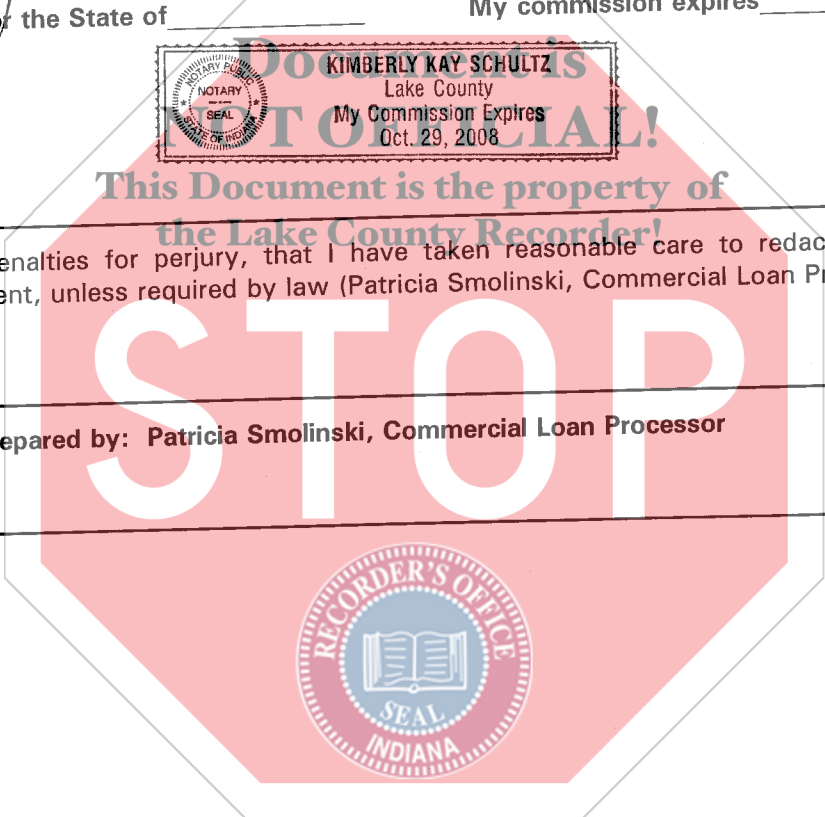 r the State of____________ My commission expires_____
Document is
KIMBERLY KAY SCHULTZ
Lake County
My Commission Expires
Oct. 29, 2008
NOTARY PUBLIC
NOTARY
SEAL
STATE OF INDIANA
NOT OFFICIAL!
This Document is the property of
the Lake County Recorder!
enalties for perjury, that I have taken reasonable care to redac
ent, unless required by law (Patricia Smolinski, Commercial Loan Pr
STOP
epared by: Patricia Smolinski, Commercial Loan Processor
RECORDER'S OFFICE
SEAL
INDIANA